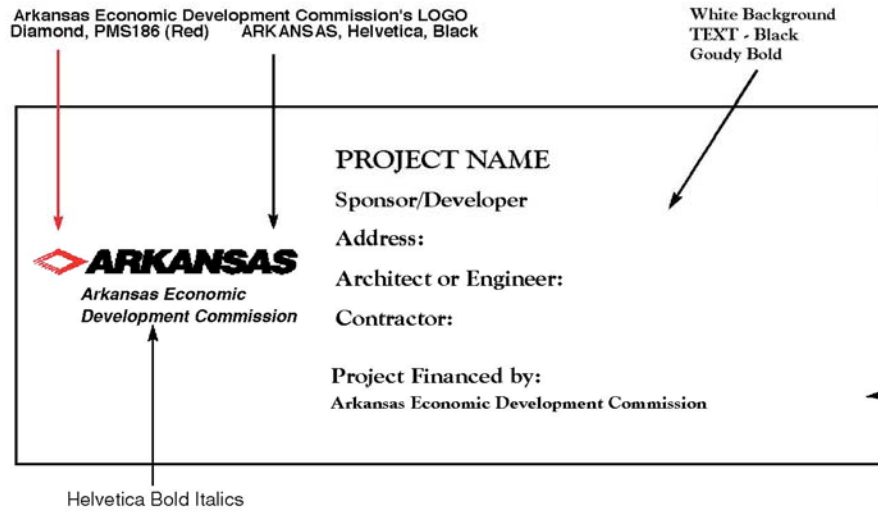 Arkansas Economic Development Commission's LOGO
Diamond, PMS186 (Red) ARKANSAS, Helvetica, Black
White Background
TEXT - Black
Goudy Bold
PROJECT NAME
Sponsor/Developer
Address:
Architect or Engineer:
Contractor:
ARKANSAS
Arkansas Economic
Development Commission
Project Financed by:
Arkansas Economic Development Commission
Helvetica Bold Italics